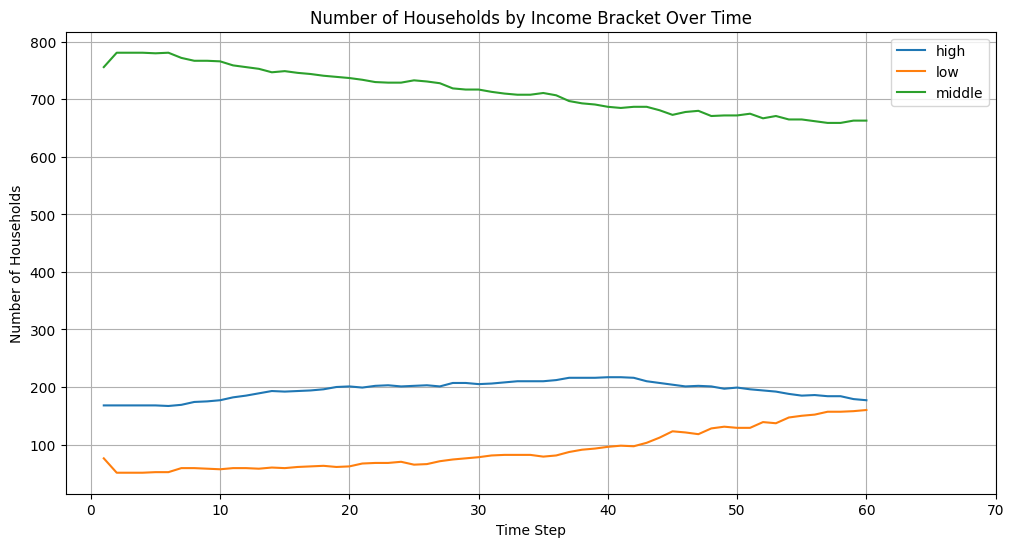 Number of Households by Income Bracket Over Time
high
low
middle
Number of Households
800
700
600
500
400
300
200
100
0 10 20 30 40 50 60 70
Time Step